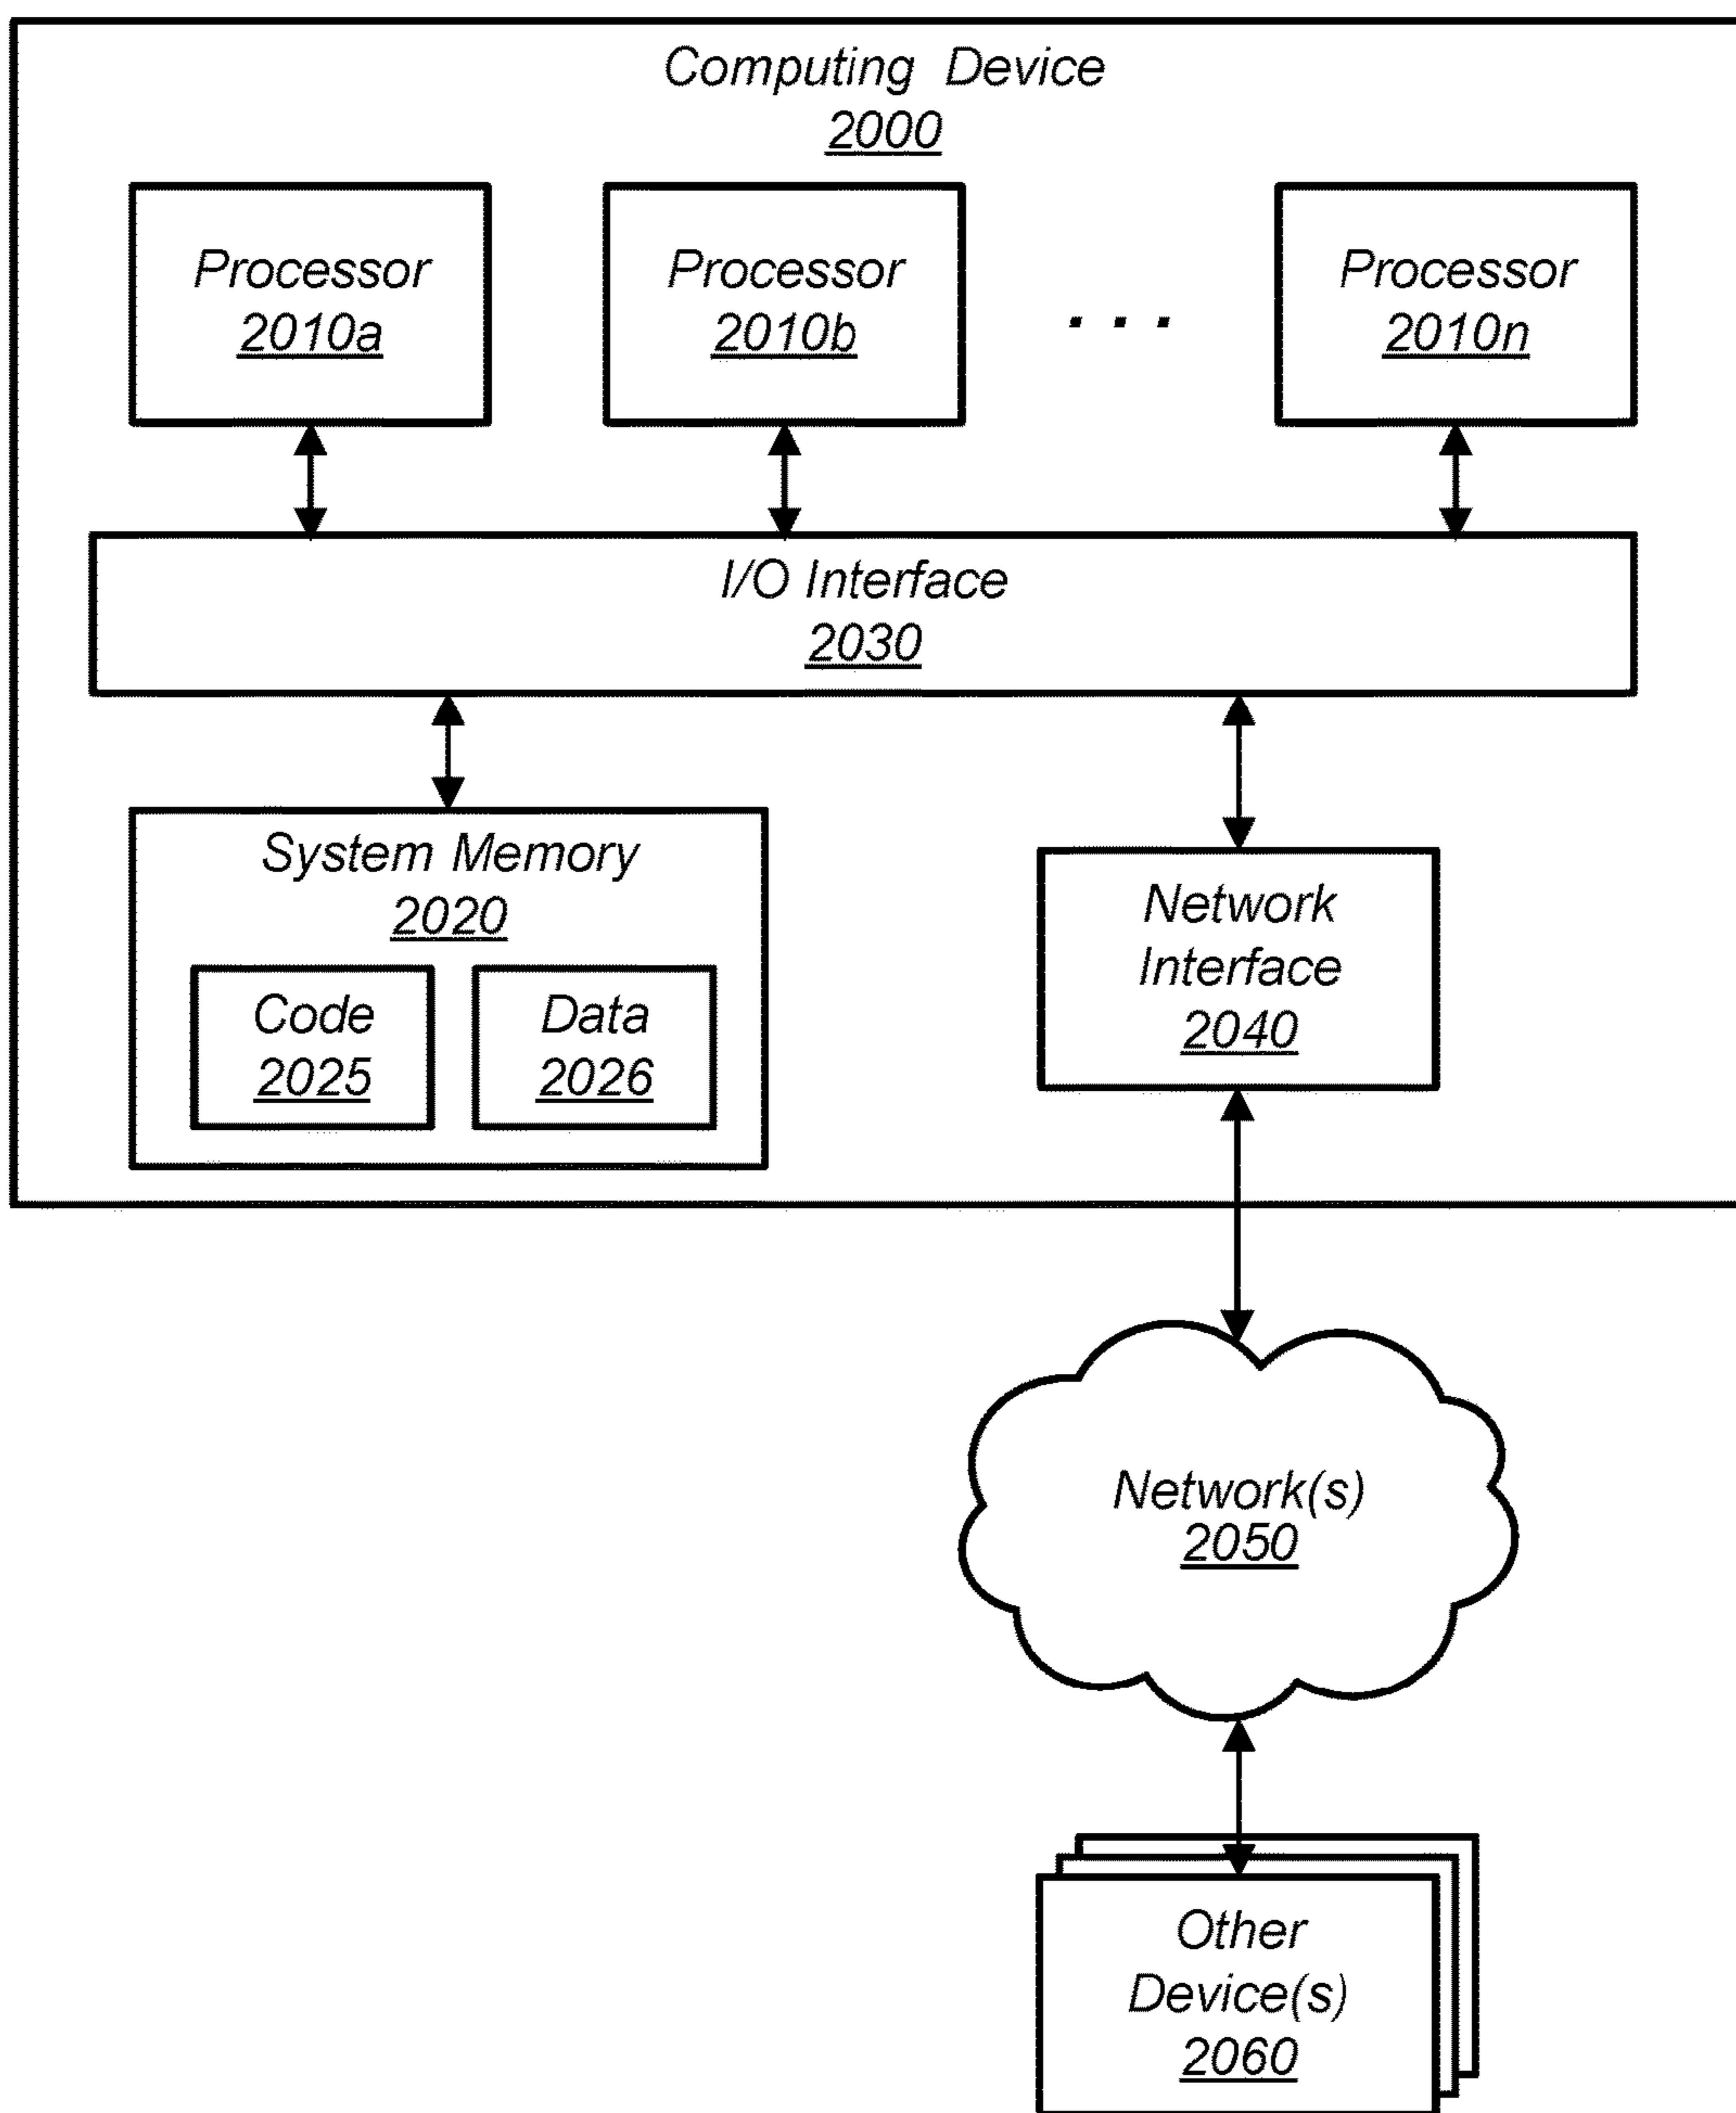 Computing Device
2000
Processor
2010a
Processor
2010b
. . .
Processor
2010n
I/O Interface
2030
System Memory
2020
Code
2025
Data
2026
Network
Interface
2040
Network(s)
2050
Other
Device(s)
2060